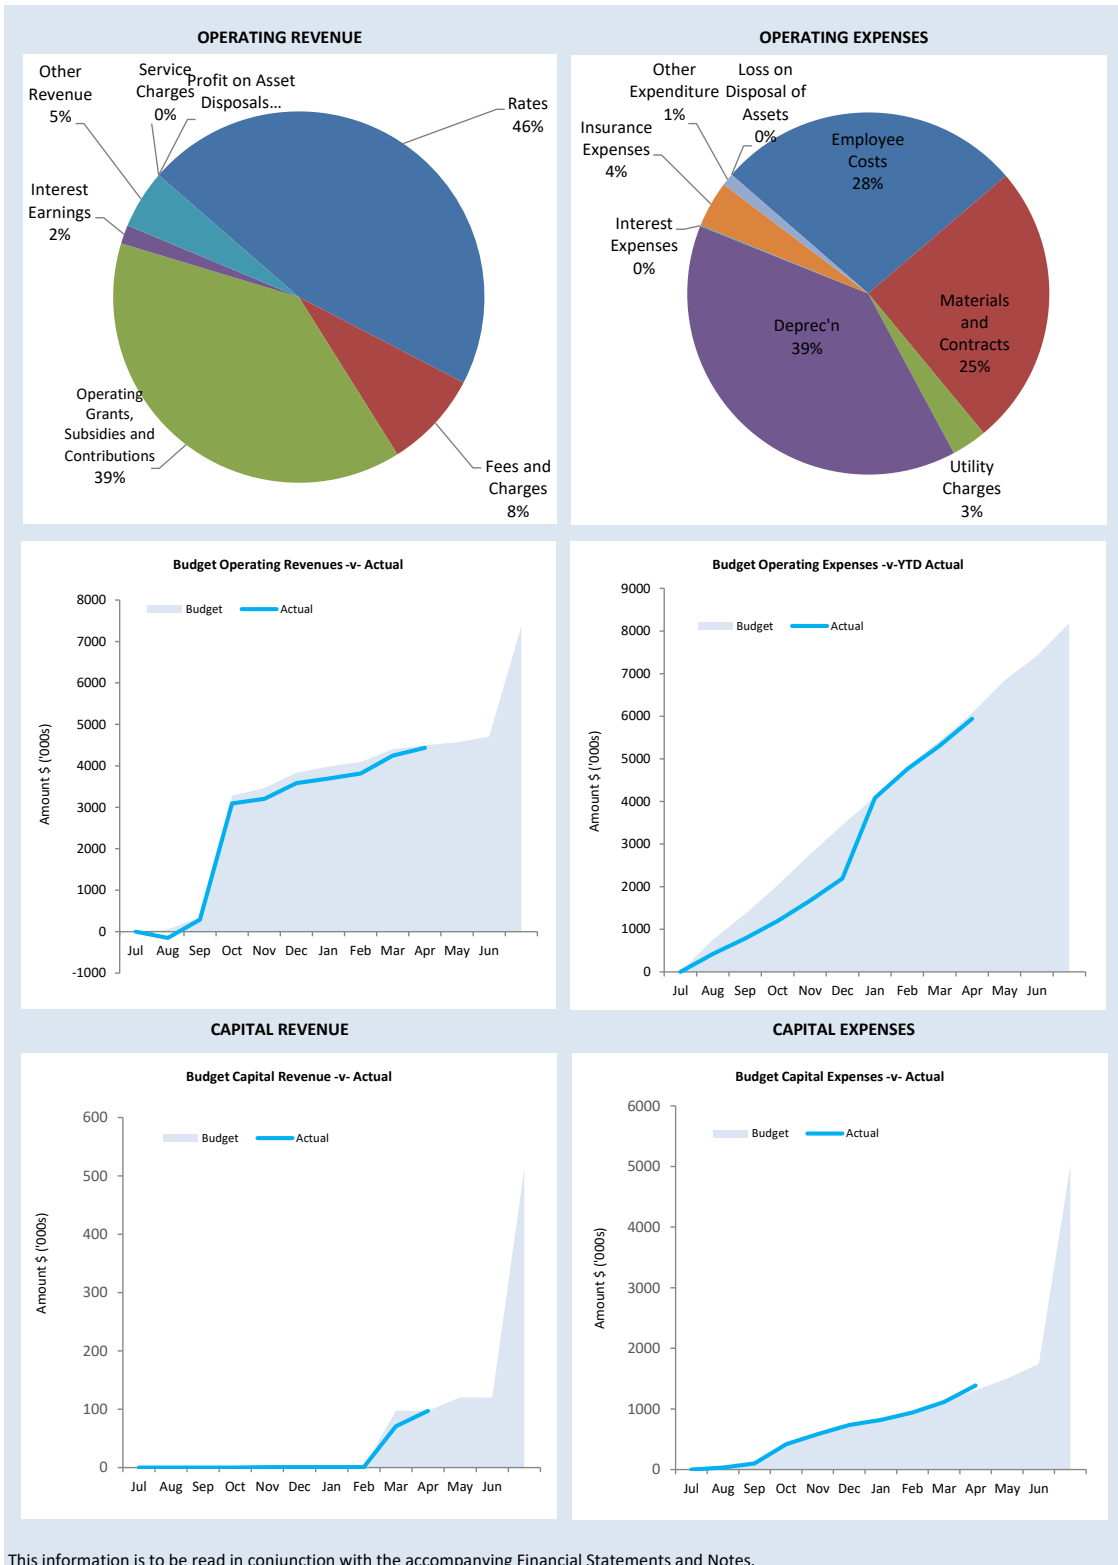 OPERATING REVENUE
OPERATING EXPENSES
Other
Revenue
5%
Service
Charges
0%
Profit on Asset
Disposals...
Rates
46%
Interest
Earnings
2%
Operating
Grants,
Subsidies and
Contributions
39%
Fees and
Charges
8%
Other
Expenditure
1%
Loss on
Disposal of
Assets
0%
Insurance
Expenses
4%
Employee
Costs
28%
Interest
Expenses
0%
Materials
and
Contracts
25%
Deprec'n
39%
Utility
Charges
3%
Budget Operating Revenues -v- Actual
Budget Actual
8000
7000
6000
5000
4000
3000
2000
1000
0
-1000
Amount $ ('000s)
Jul Aug Sep Oct Nov Dec Jan Feb Mar Apr May Jun
Budget Operating Expenses -v-YTD Actual
Budget Actual
9000
8000
7000
6000
5000
4000
3000
2000
1000
0
Amount $ ('000s)
Jul Aug Sep Oct Nov Dec Jan Feb Mar Apr May Jun
CAPITAL REVENUE
CAPITAL EXPENSES
Budget Capital Revenue -v- Actual
Budget Actual
600
500
400
300
200
100
0
Amount $ ('000s)
Jul Aug Sep Oct Nov Dec Jan Feb Mar Apr May Jun
Budget Capital Expenses -v- Actual
Budget Actual
6000
5000
4000
3000
2000
1000
0
Amount $ ('000s)
Jul Aug Sep Oct Nov Dec Jan Feb Mar Apr May Jun
This information is to be read in conjunction with the accompanying Financial Statements and Notes.